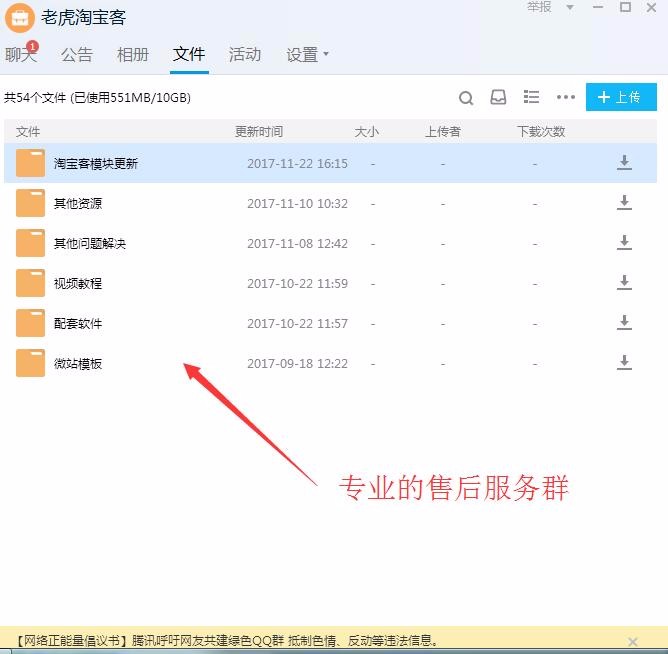 老虎淘宝客
举报
聊天 1 公告 相册 文件 活动 设置
共54个文件 (已使用551MB/10GB)
上传
文件 更新时间 大小 上传者 下载次数
淘宝客模块更新 2017-11-22 16:15 - - -
其他资源 2017-11-10 10:32 - - -
其他问题解决 2017-11-08 12:42 - - -
视频教程 2017-10-22 11:59 - - -
配套软件 2017-10-22 11:57 - - -
微站模板 2017-09-18 12:22 - - -
专业的售后服务群
【网络正能量倡议书】腾讯呼吁网友共建绿色QQ群 抵制色情、反动等违法信息。